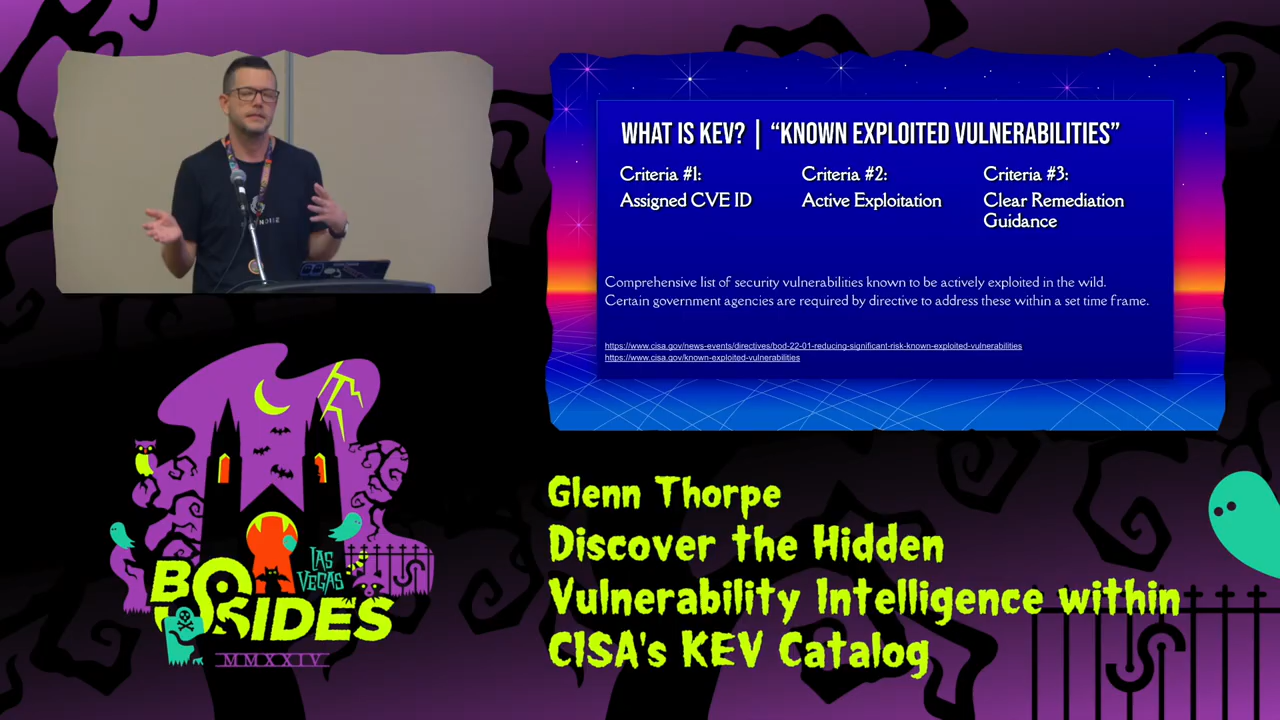 WHAT IS KEV? | “KNOWN EXPLOITED VULNERABILITIES”
Criteria #1:
Assigned CVE ID
Criteria #2:
Active Exploitation
Criteria #3:
Clear Remediation
Guidance
Comprehensive list of security vulnerabilities known to be actively exploited in the wild.
Certain government agencies are required by directive to address these within a set time frame.
https://www.cisa.gov/news-events/directives/bod-22-01-reducing-significant-risk-known-exploited-vulnerabilities
https://www.cisa.gov/known-exploited-vulnerabilities
LAS
VEGAS
BSIDES
MMXXIV
Glenn Thorpe
Discover the Hidden
Vulnerability Intelligence within
CISA's KEV Catalog